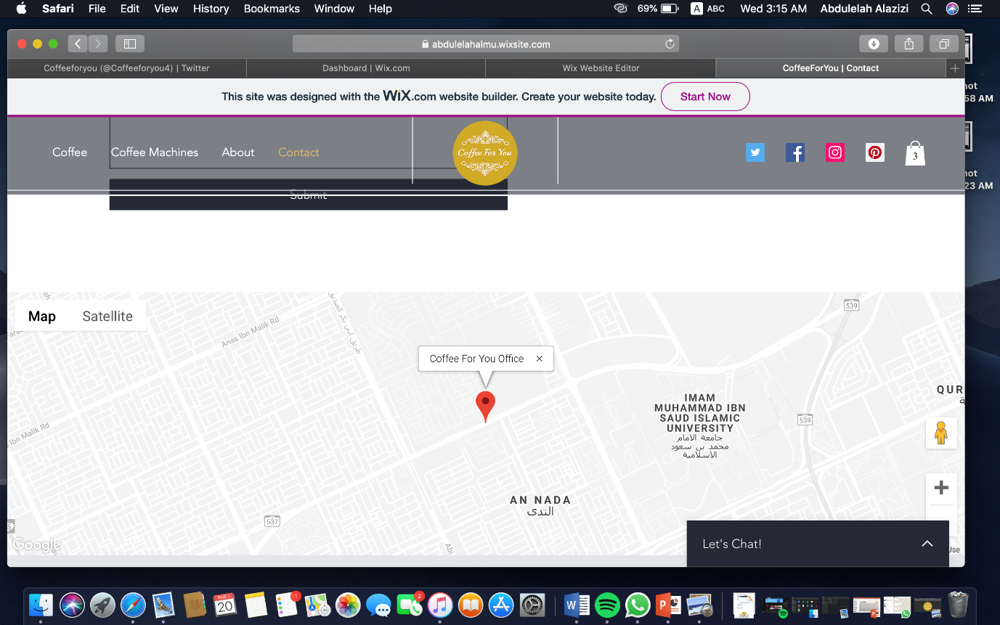 Safari File Edit View History Bookmarks Window Help 69% A ABC Wed 3:15 AM Abdulelah Alazizi
abdulelahalmu.wixsite.com
Coffeeforyou (@Coffeeforyou4) | Twitter Dashboard | Wix.com Wix Website Editor CoffeeForYou | Contact
This site was designed with the WiX.com website builder. Create your website today. Start Now
58 AM
Coffee Coffee Machines About Contact Coffee For You 3
23 AM
Submit
Map Satellite
539
Anas Ibn Malik Rd
طريق أبي بكر الصديق
Coffee For You Office
QUR
IMAM
MUHAMMAD IBN
SAUD ISLAMIC
UNIVERSITY
جامعة الامام
محمد بن سعود
الاسلامية
539
Ibn Malik Rd
AN NADA
الندى
537
5
Google
Abi
Use
Let's Chat!
1
2
20
W
P